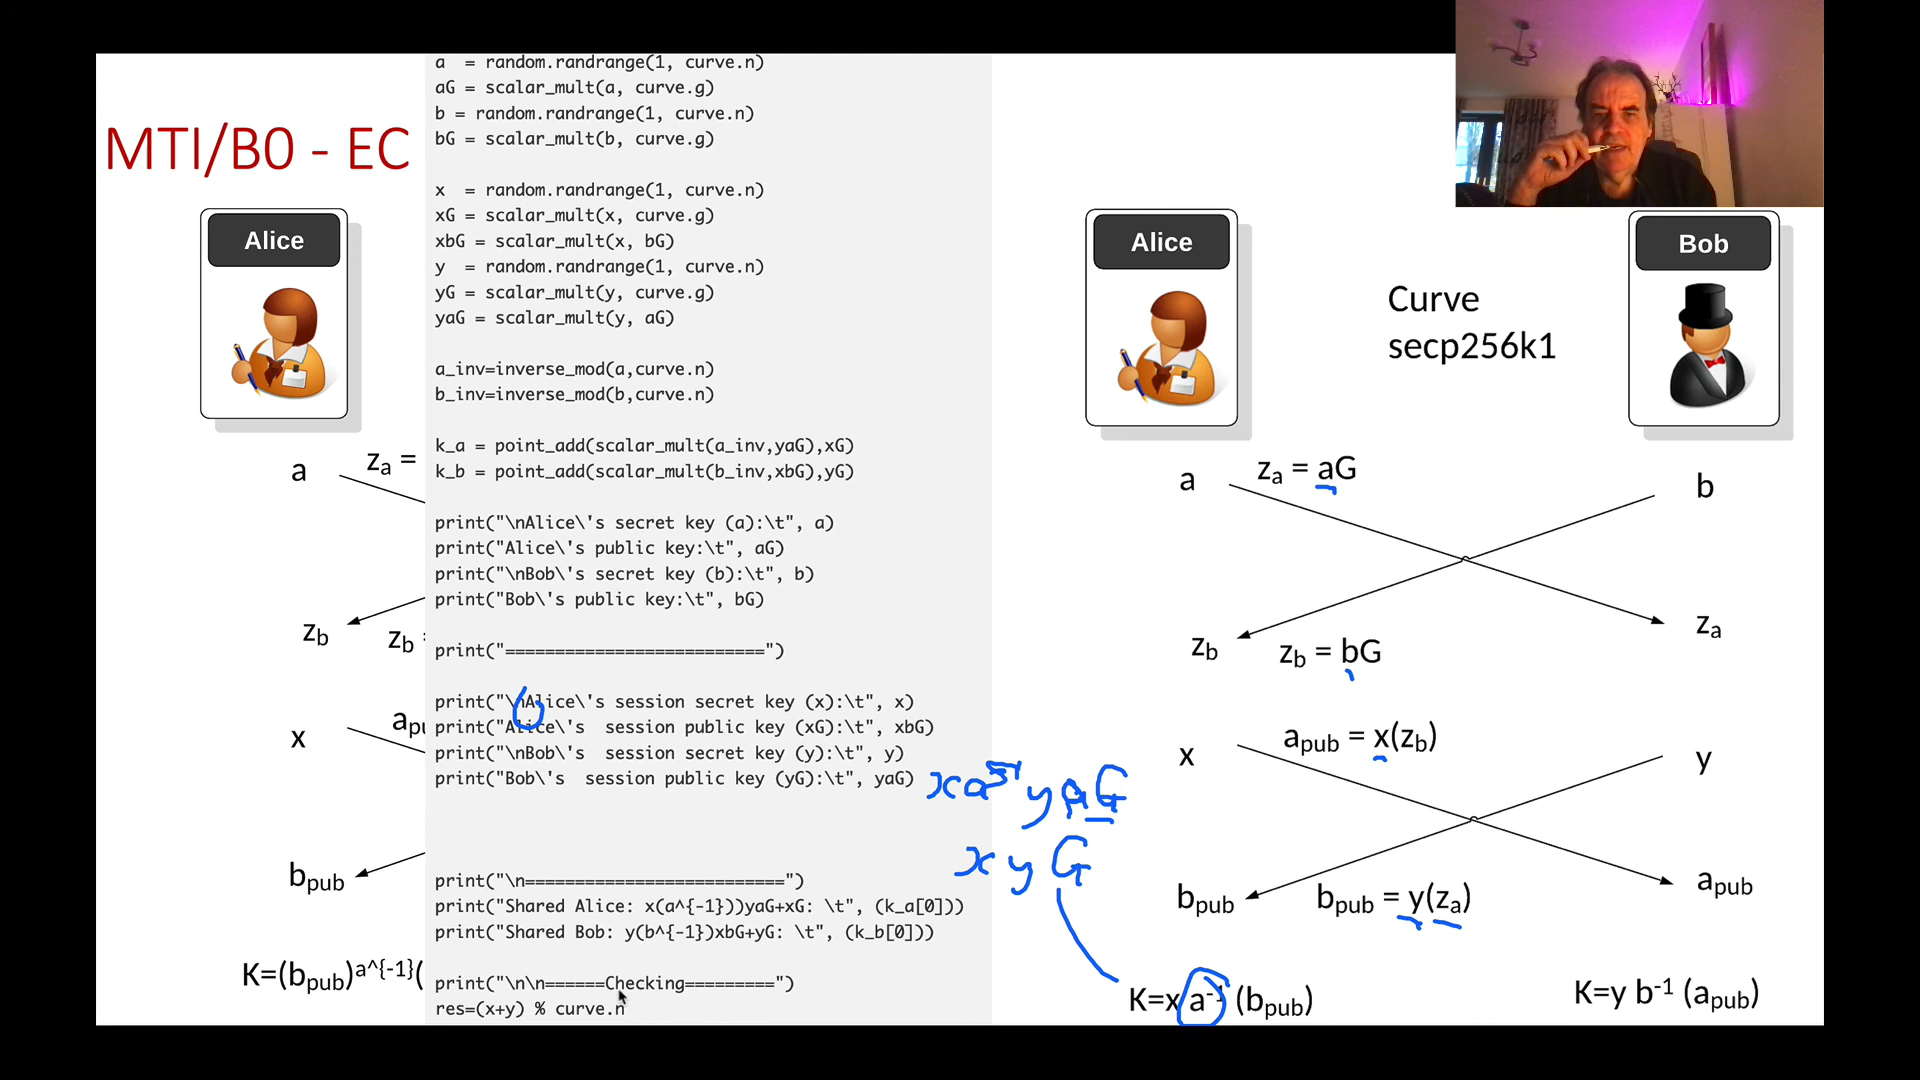 MTI/B0 - EC
Alice
a
zₐ =
z_b
z_b
x
a_pu
b_pub
K=(b_pub)^a^{-1}(
a  = random.randrange(1, curve.n)
aG = scalar_mult(a, curve.g)
b = random.randrange(1, curve.n)
bG = scalar_mult(b, curve.g)
x  = random.randrange(1, curve.n)
xG = scalar_mult(x, curve.g)
xbG = scalar_mult(x, bG)
y  = random.randrange(1, curve.n)
yG = scalar_mult(y, curve.g)
yaG = scalar_mult(y, aG)
a_inv=inverse_mod(a,curve.n)
b_inv=inverse_mod(b,curve.n)
k_a = point_add(scalar_mult(a_inv,yaG),xG)
k_b = point_add(scalar_mult(b_inv,xbG),yG)
print("\nAlice\'s secret key (a):\t", a)
print("Alice\'s public key:\t", aG)
print("\nBob\'s secret key (b):\t", b)
print("Bob\'s public key:\t", bG)
print("==========================")
print("\nAlice\'s session secret key (x):\t", x)
print("Alice\'s  session public key (xG):\t", xbG)
print("\nBob\'s  session secret key (y):\t", y)
print("Bob\'s  session public key (yG):\t", yaG)
print("\n==========================")
print("Shared Alice: x(a^{-1}))yaG+xG: \t", (k_a[0]))
print("Shared Bob: y(b^{-1})xbG+yG: \t", (k_b[0]))
print("\n\n======Checking=========")
res=(x+y) % curve.n
x a⁻¹ y a G
x y G
Alice
Bob
Curve
secp256k1
a
zₐ = aG
b
z_b
z_b = bG
zₐ
x
a_pub = x(z_b)
y
b_pub
b_pub = y(zₐ)
a_pub
K=x a⁻¹ (b_pub)
K=y b⁻¹ (a_pub)